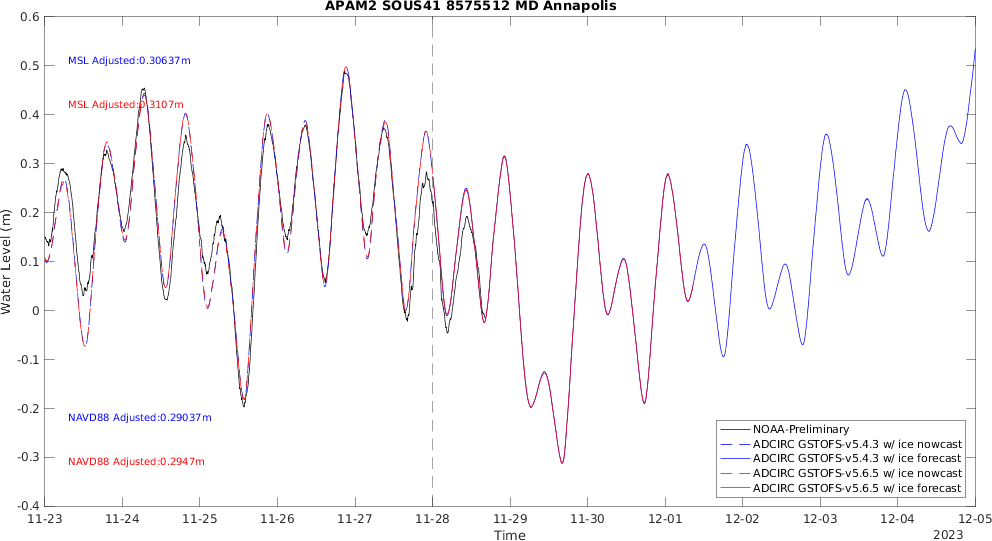 APAM2 SOUS41 8575512 MD Annapolis
0.6
0.5
0.4
0.3
0.2
0.1
0
-0.1
-0.2
-0.3
-0.4
Water Level (m)
MSL Adjusted:0.30637m
MSL Adjusted:0.3107m
NAVD88 Adjusted:0.29037m
NAVD88 Adjusted:0.2947m
NOAA-Preliminary
ADCIRC GSTOFS-v5.4.3 w/ ice nowcast
ADCIRC GSTOFS-v5.4.3 w/ ice forecast
ADCIRC GSTOFS-v5.6.5 w/ ice nowcast
ADCIRC GSTOFS-v5.6.5 w/ ice forecast
11-23 11-24 11-25 11-26 11-27 11-28 11-29 11-30 12-01 12-02 12-03 12-04 12-05
Time
2023